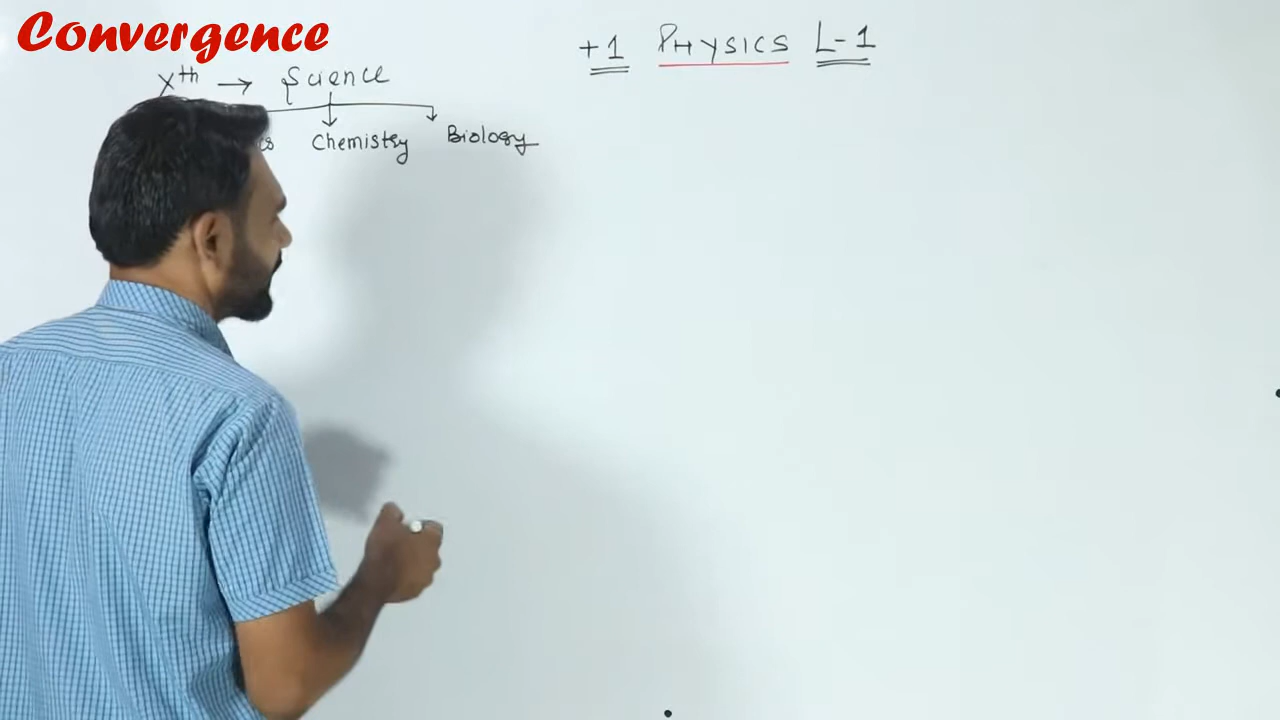 Convergence
+1 PHYSICS L-1
Xth → Science
Chemistry Biology